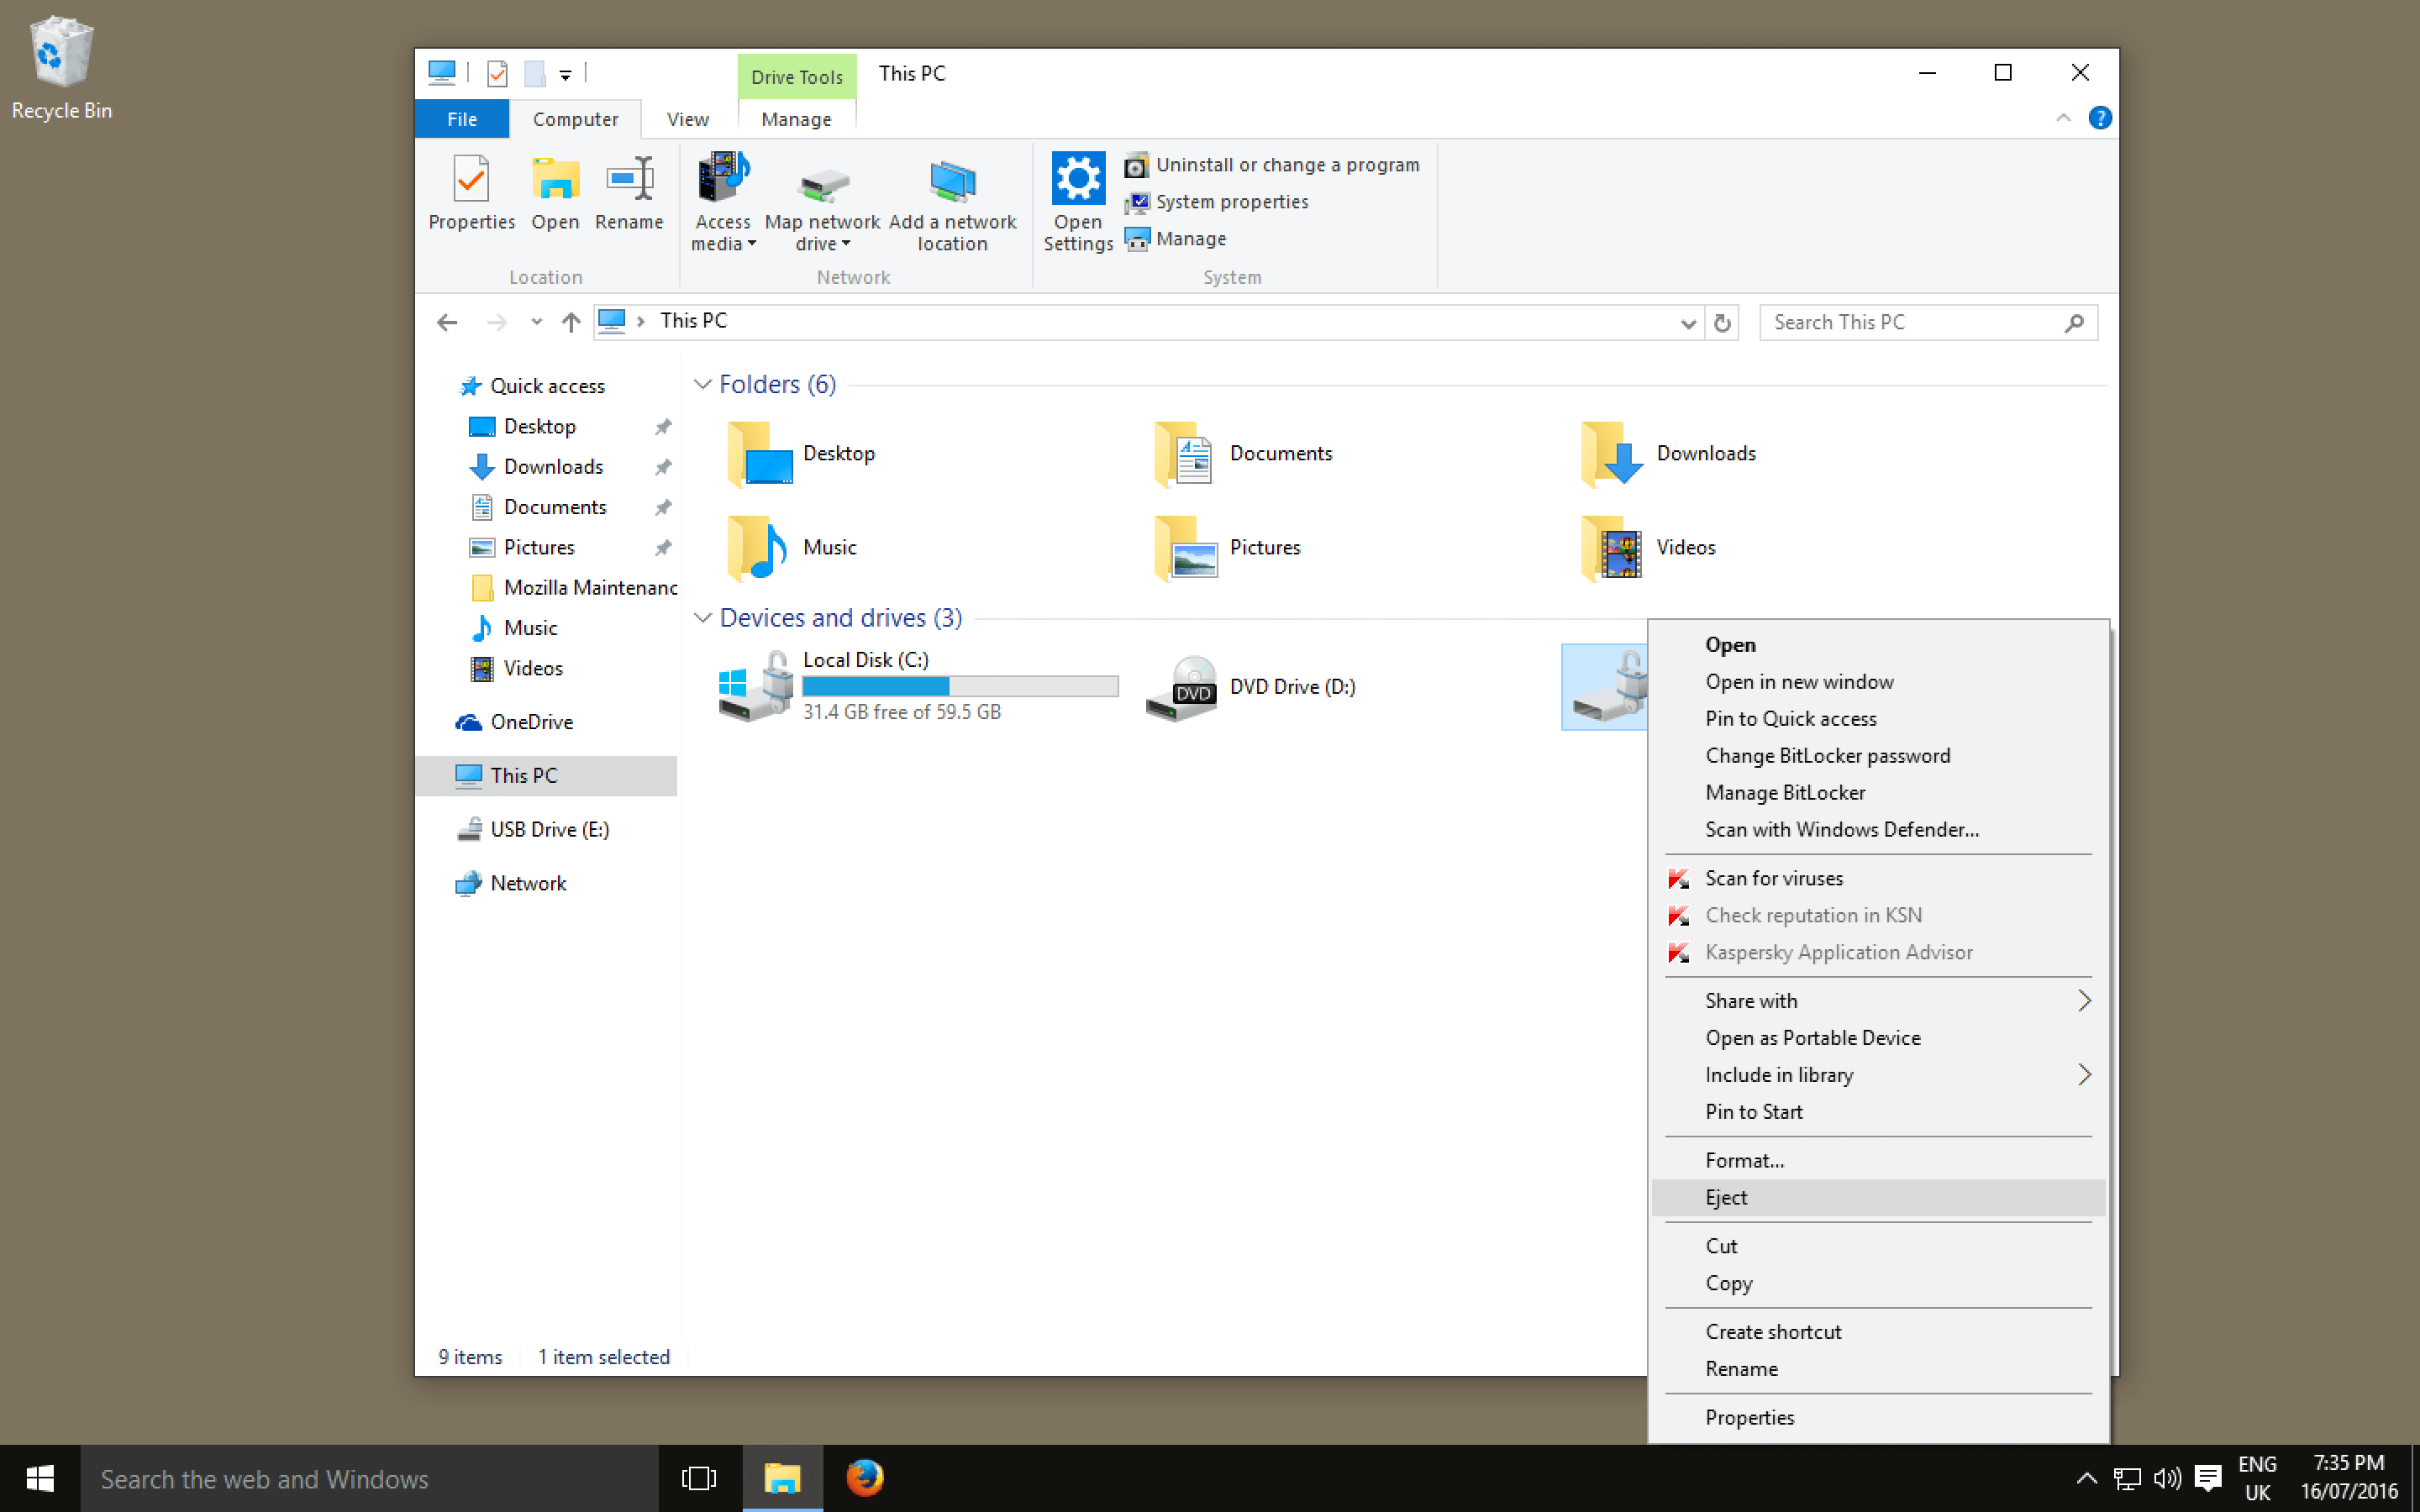 Recycle Bin
Drive Tools
This PC
File
Computer
View
Manage
Properties
Open
Rename
Access
media
Map network
drive
Add a network
location
Open
Settings
Uninstall or change a program
System properties
Manage
Location
Network
System
This PC
Search This PC
Quick access
Desktop
Downloads
Documents
Pictures
Mozilla Maintenanc
Music
Videos
OneDrive
This PC
USB Drive (E:)
Network
Folders (6)
Desktop
Documents
Downloads
Music
Pictures
Videos
Devices and drives (3)
Local Disk (C:)
31.4 GB free of 59.5 GB
DVD
DVD Drive (D:)
Open
Open in new window
Pin to Quick access
Change BitLocker password
Manage BitLocker
Scan with Windows Defender...
Scan for viruses
Check reputation in KSN
Kaspersky Application Advisor
Share with
Open as Portable Device
Include in library
Pin to Start
Format...
Eject
Cut
Copy
Create shortcut
Rename
Properties
9 items
1 item selected
Search the web and Windows
ENG
UK
7:35 PM
16/07/2016